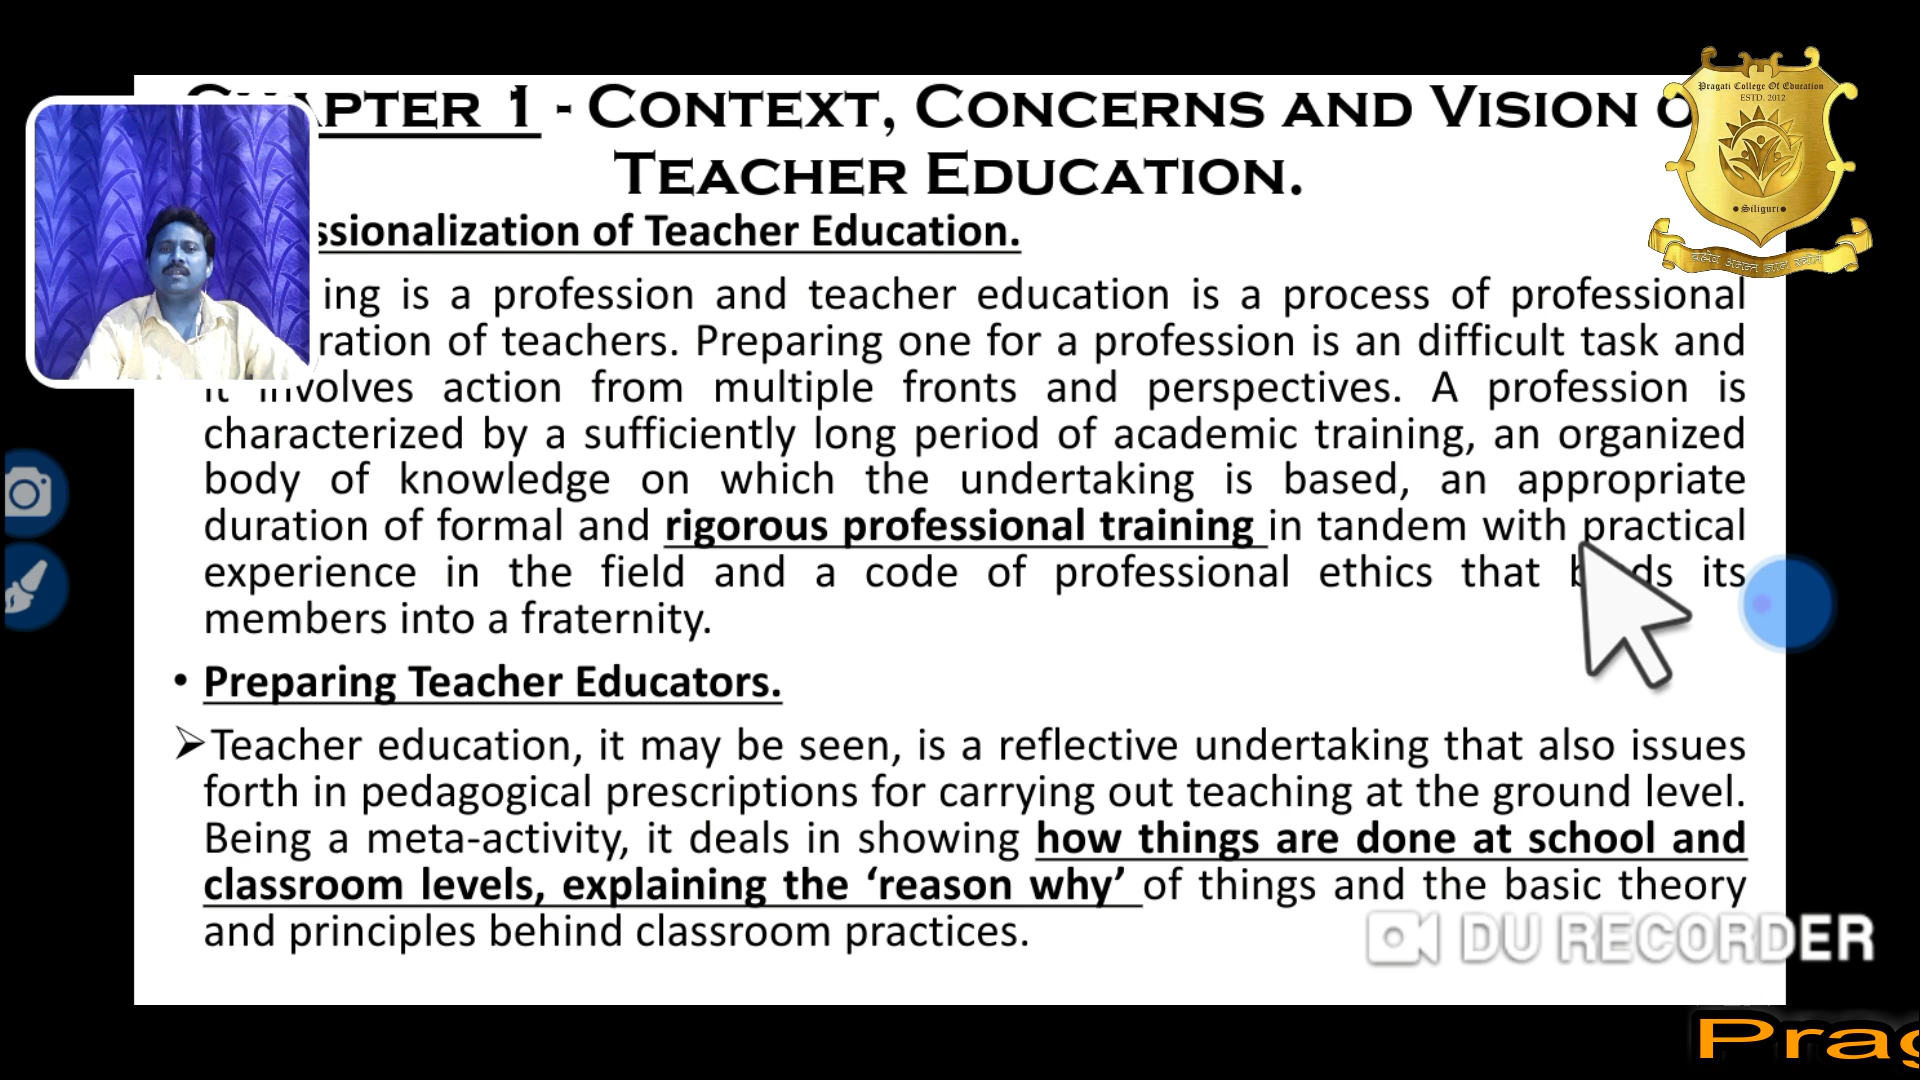 APTER 1 - CONTEXT, CONCERNS AND VISION O
TEACHER EDUCATION.
ssionalization of Teacher Education.
ing is a profession and teacher education is a process of professional
ration of teachers. Preparing one for a profession is an difficult task and
it involves action from multiple fronts and perspectives. A profession is
characterized by a sufficiently long period of academic training, an organized
body of knowledge on which the undertaking is based, an appropriate
duration of formal and rigorous professional training in tandem with practical
experience in the field and a code of professional ethics that its
members into a fraternity.
• Preparing Teacher Educators.
➢Teacher education, it may be seen, is a reflective undertaking that also issues
forth in pedagogical prescriptions for carrying out teaching at the ground level.
Being a meta-activity, it deals in showing how things are done at school and
classroom levels, explaining the ‘reason why’ of things and the basic theory
and principles behind classroom practices.
Pragati College Of Education
ESTD. 2012
• Siliguri •
DU RECORDER
Prag